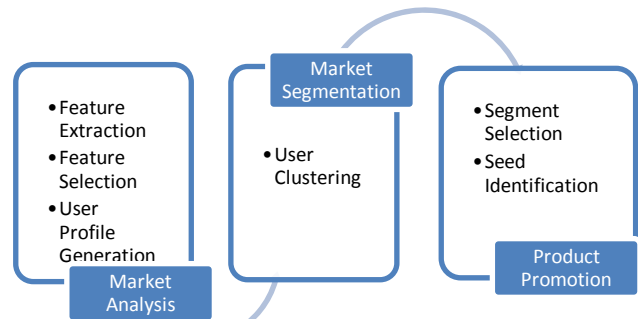 •Feature
Extraction
•Feature
Selection
•User
Profile
Generation
Market
Analysis
Market
Segmentation
•User
Clustering
•Segment
Selection
•Seed
Identification
Product
Promotion